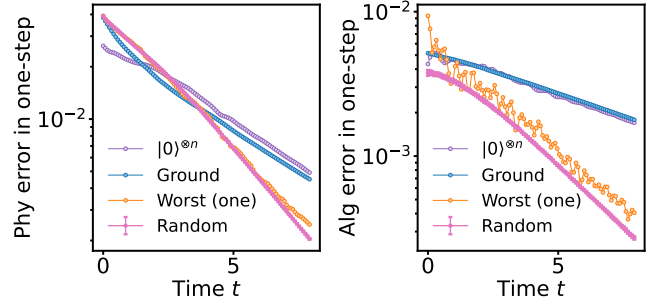 Phy error in one-step
10⁻²
|0⟩⊗ⁿ
Ground
Worst (one)
Random
0
5
Time t
Alg error in one-step
10⁻²
10⁻³
|0⟩⊗ⁿ
Ground
Worst (one)
Random
0
5
Time t